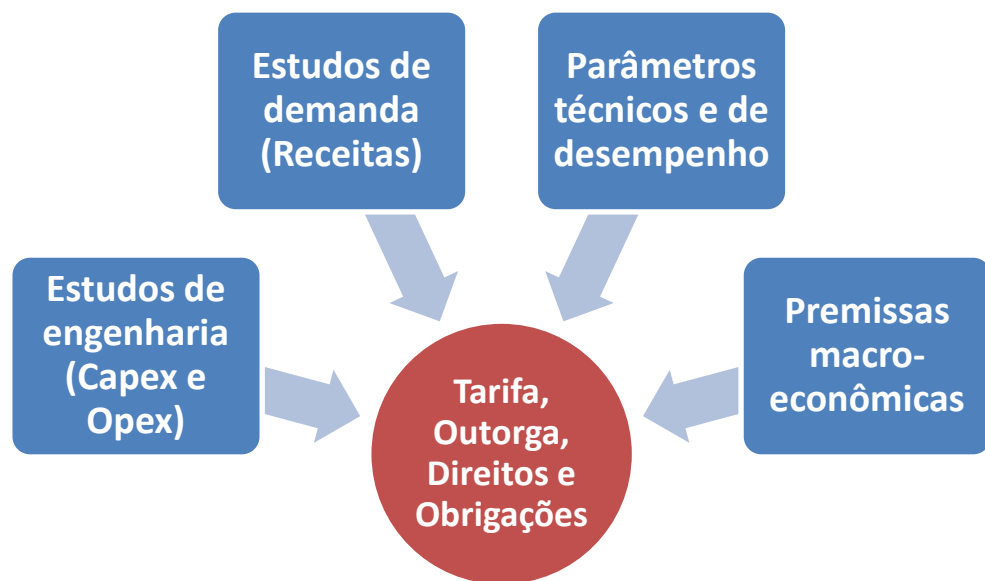 Estudos de
demanda
(Receitas)
Parâmetros
técnicos e de
desempenho
Estudos de
engenharia
(Capex e
Opex)
Premissas
macro-
econômicas
Tarifa,
Outorga,
Direitos e
Obrigações